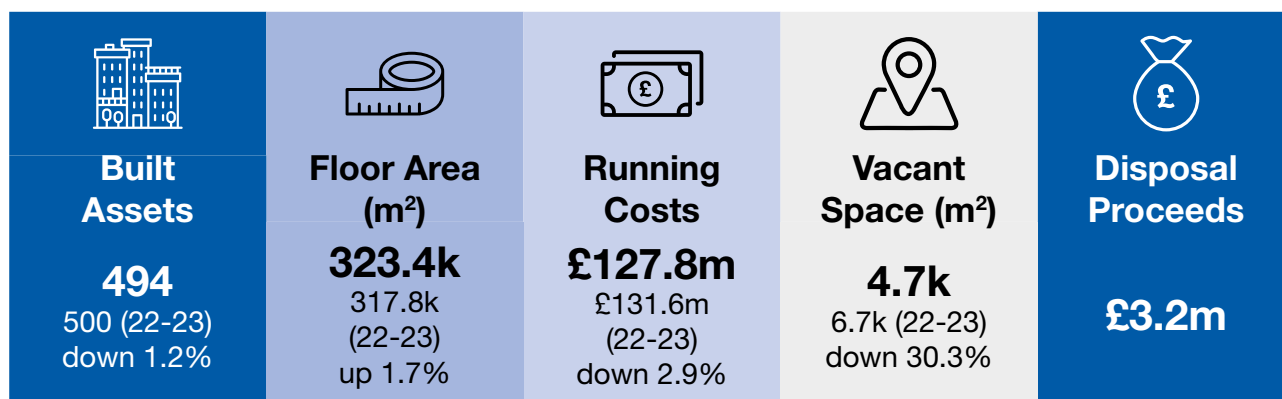 Built
Assets
494
500 (22-23)
down 1.2%
Floor Area
(m²)
323.4k
317.8k
(22-23)
up 1.7%
£
Running
Costs
£127.8m
£131.6m
(22-23)
down 2.9%
Vacant
Space (m²)
4.7k
6.7k (22-23)
down 30.3%
£
Disposal
Proceeds
£3.2m